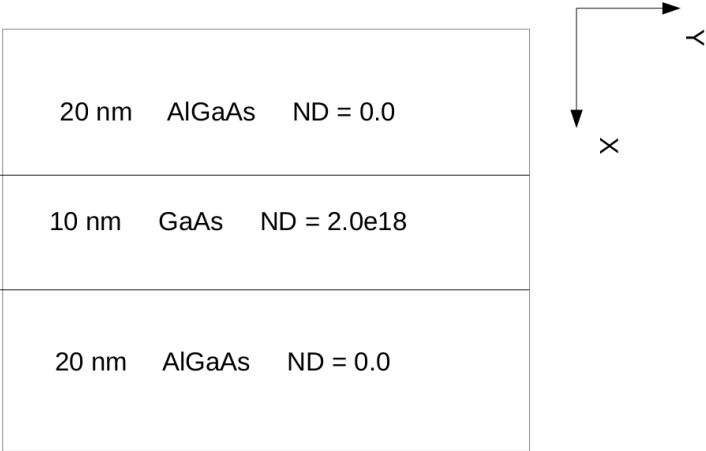 Y
20 nm AlGaAs ND = 0.0
X
10 nm GaAs ND = 2.0e18
20 nm AlGaAs ND = 0.0